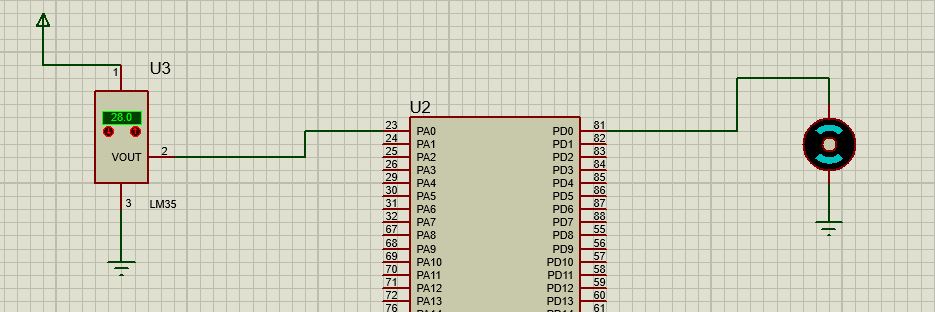 U3
1
28.0
VOUT 2
3 LM35
U2
23 PA0 PD0 81
24 PA1 PD1 82
25 PA2 PD2 83
26 PA3 PD3 84
29 PA4 PD4 85
30 PA5 PD5 86
31 PA6 PD6 87
32 PA7 PD7 88
67 PA8 PD8 55
68 PA9 PD9 56
69 PA10 PD10 57
70 PA11 PD11 58
71 PA12 PD12 59
72 PA13 PD13 60
76 61